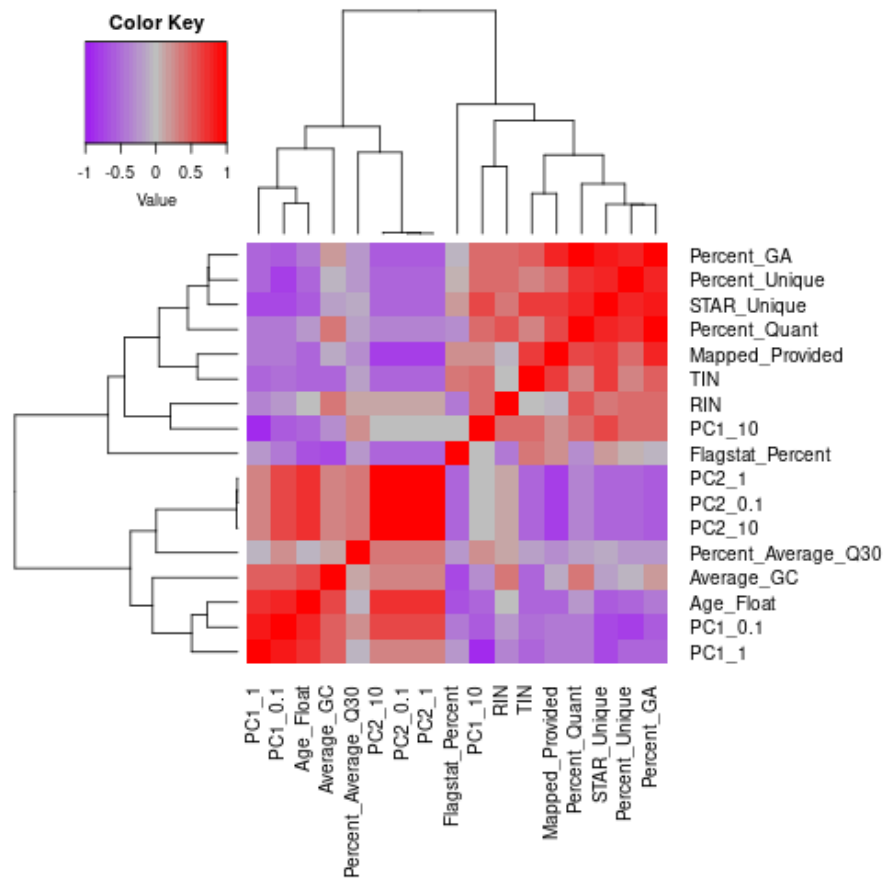 Color Key
-1 -0.5 0 0.5 1
Value
Percent_GA
Percent_Unique
STAR_Unique
Percent_Quant
Mapped_Provided
TIN
RIN
PC1_10
Flagstat_Percent
PC2_1
PC2_0.1
PC2_10
Percent_Average_Q30
Average_GC
Age_Float
PC1_0.1
PC1_1
PC1_1
PC1_0.1
Age_Float
Average_GC
Percent_Average_Q30
PC2_10
PC2_0.1
PC2_1
Flagstat_Percent
PC1_10
RIN
TIN
Mapped_Provided
Percent_Quant
STAR_Unique
Percent_Unique
Percent_GA